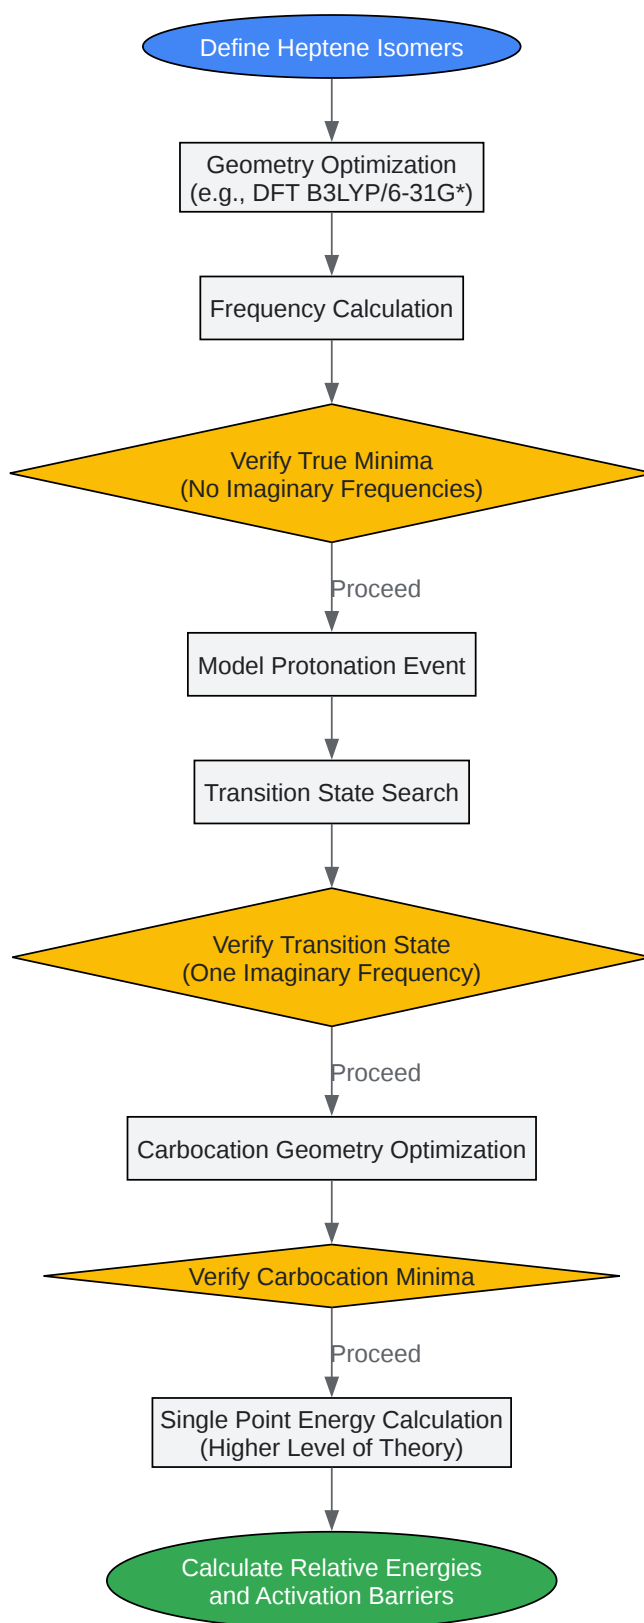 Define Heptene Isomers
Geometry Optimization
(e.g., DFT B3LYP/6-31G*)
Frequency Calculation
Verify True Minima
(No Imaginary Frequencies)
Proceed
Model Protonation Event
Transition State Search
Verify Transition State
(One Imaginary Frequency)
Proceed
Carbocation Geometry Optimization
Verify Carbocation Minima
Proceed
Single Point Energy Calculation
(Higher Level of Theory)
Calculate Relative Energies
and Activation Barriers